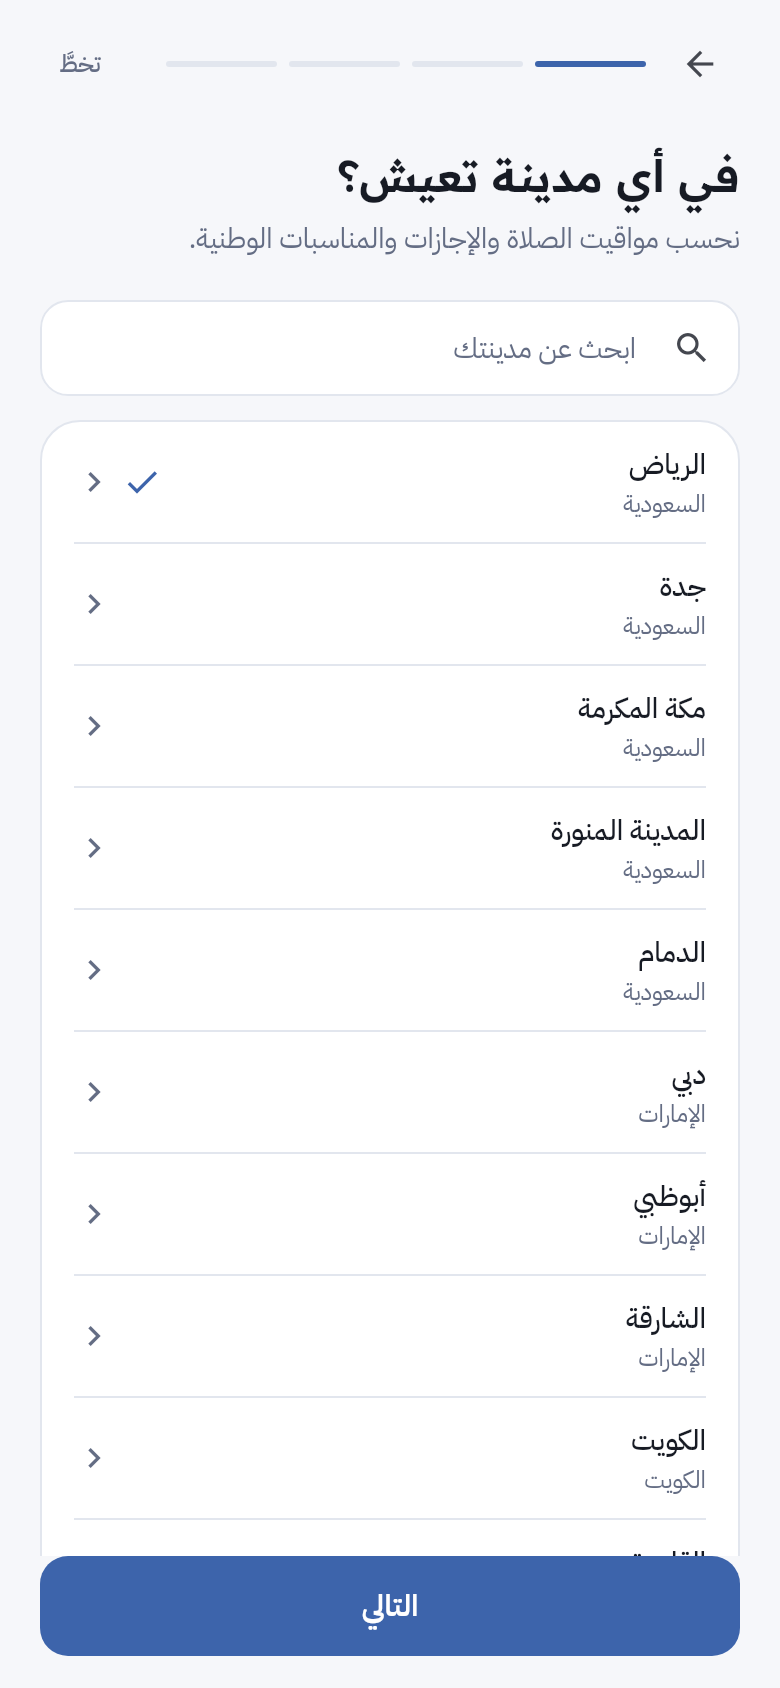 تخطَّ
في أي مدينة تعيش؟
نحسب مواقيت الصلاة والإجازات والمناسبات الوطنية.
ابحث عن مدينتك
الرياض
السعودية
جدة
السعودية
مكة المكرمة
السعودية
المدينة المنورة
السعودية
الدمام
السعودية
دبي
الإمارات
أبوظبي
الإمارات
الشارقة
الإمارات
الكويت
الكويت
التالي